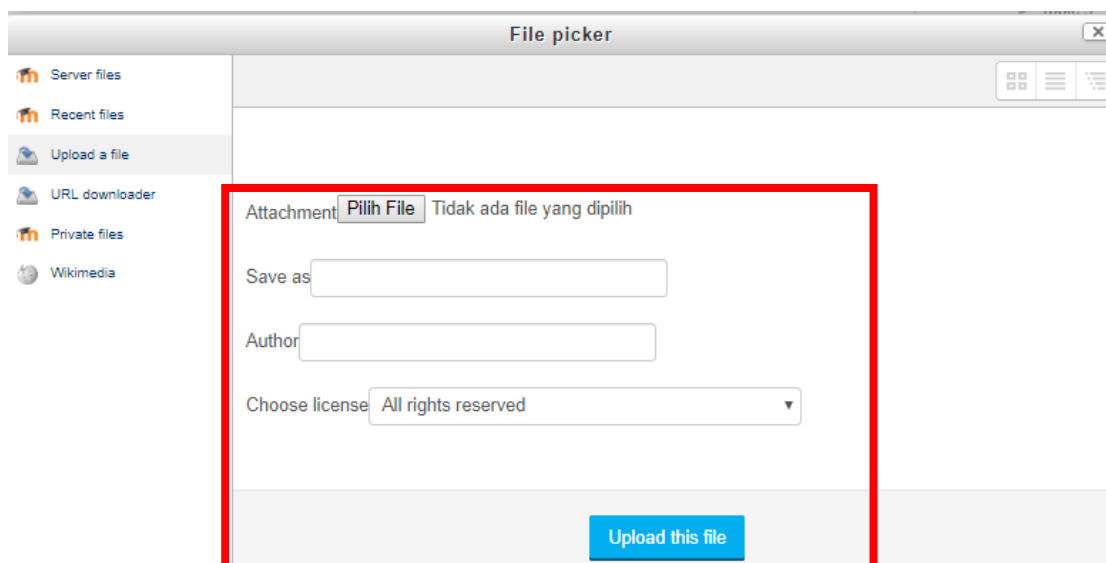 File picker
Server files
Recent files
Upload a file
URL downloader
Private files
Wikimedia
Attachment Pilih File Tidak ada file yang dipilih
Save as
Author
Choose license All rights reserved
Upload this file